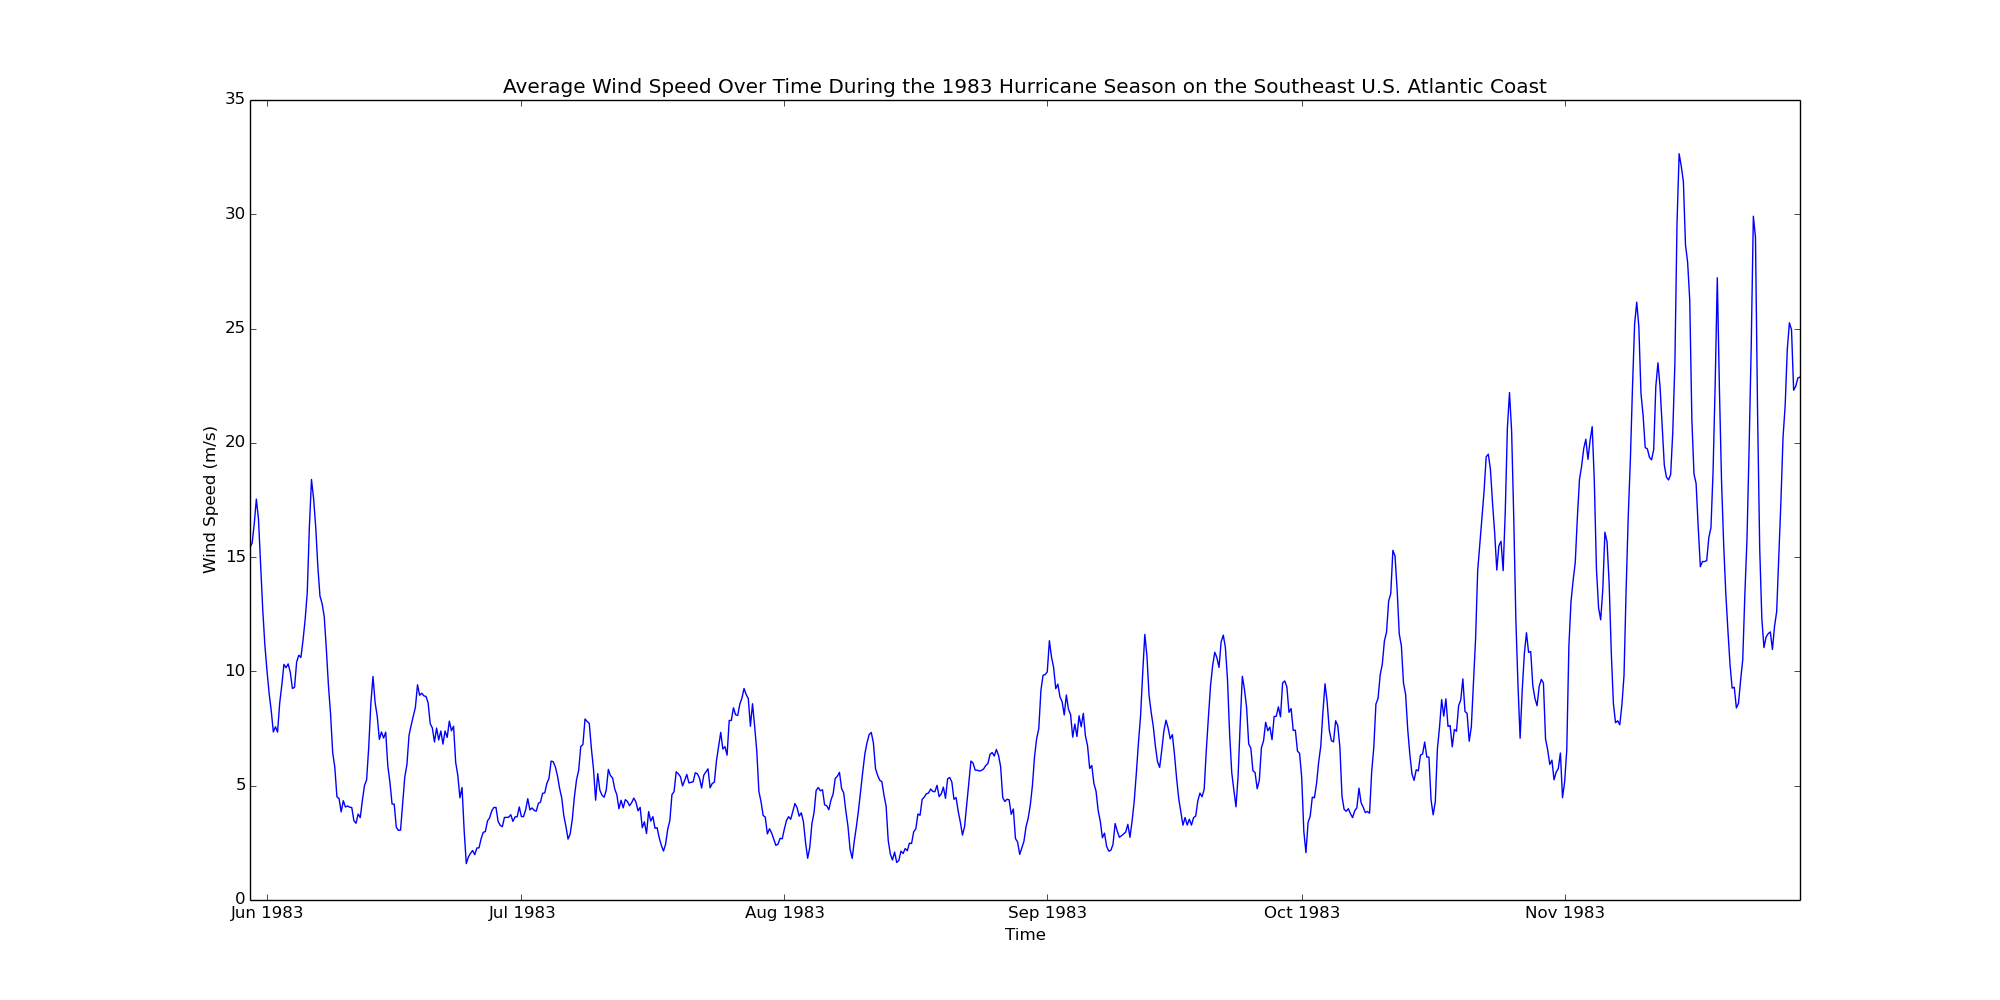 Average Wind Speed Over Time During the 1983 Hurricane Season on the Southeast U.S. Atlantic Coast
35
30
25
20
15
10
5
0
Wind Speed (m/s)
Jun 1983 Jul 1983 Aug 1983 Sep 1983 Oct 1983 Nov 1983
Time